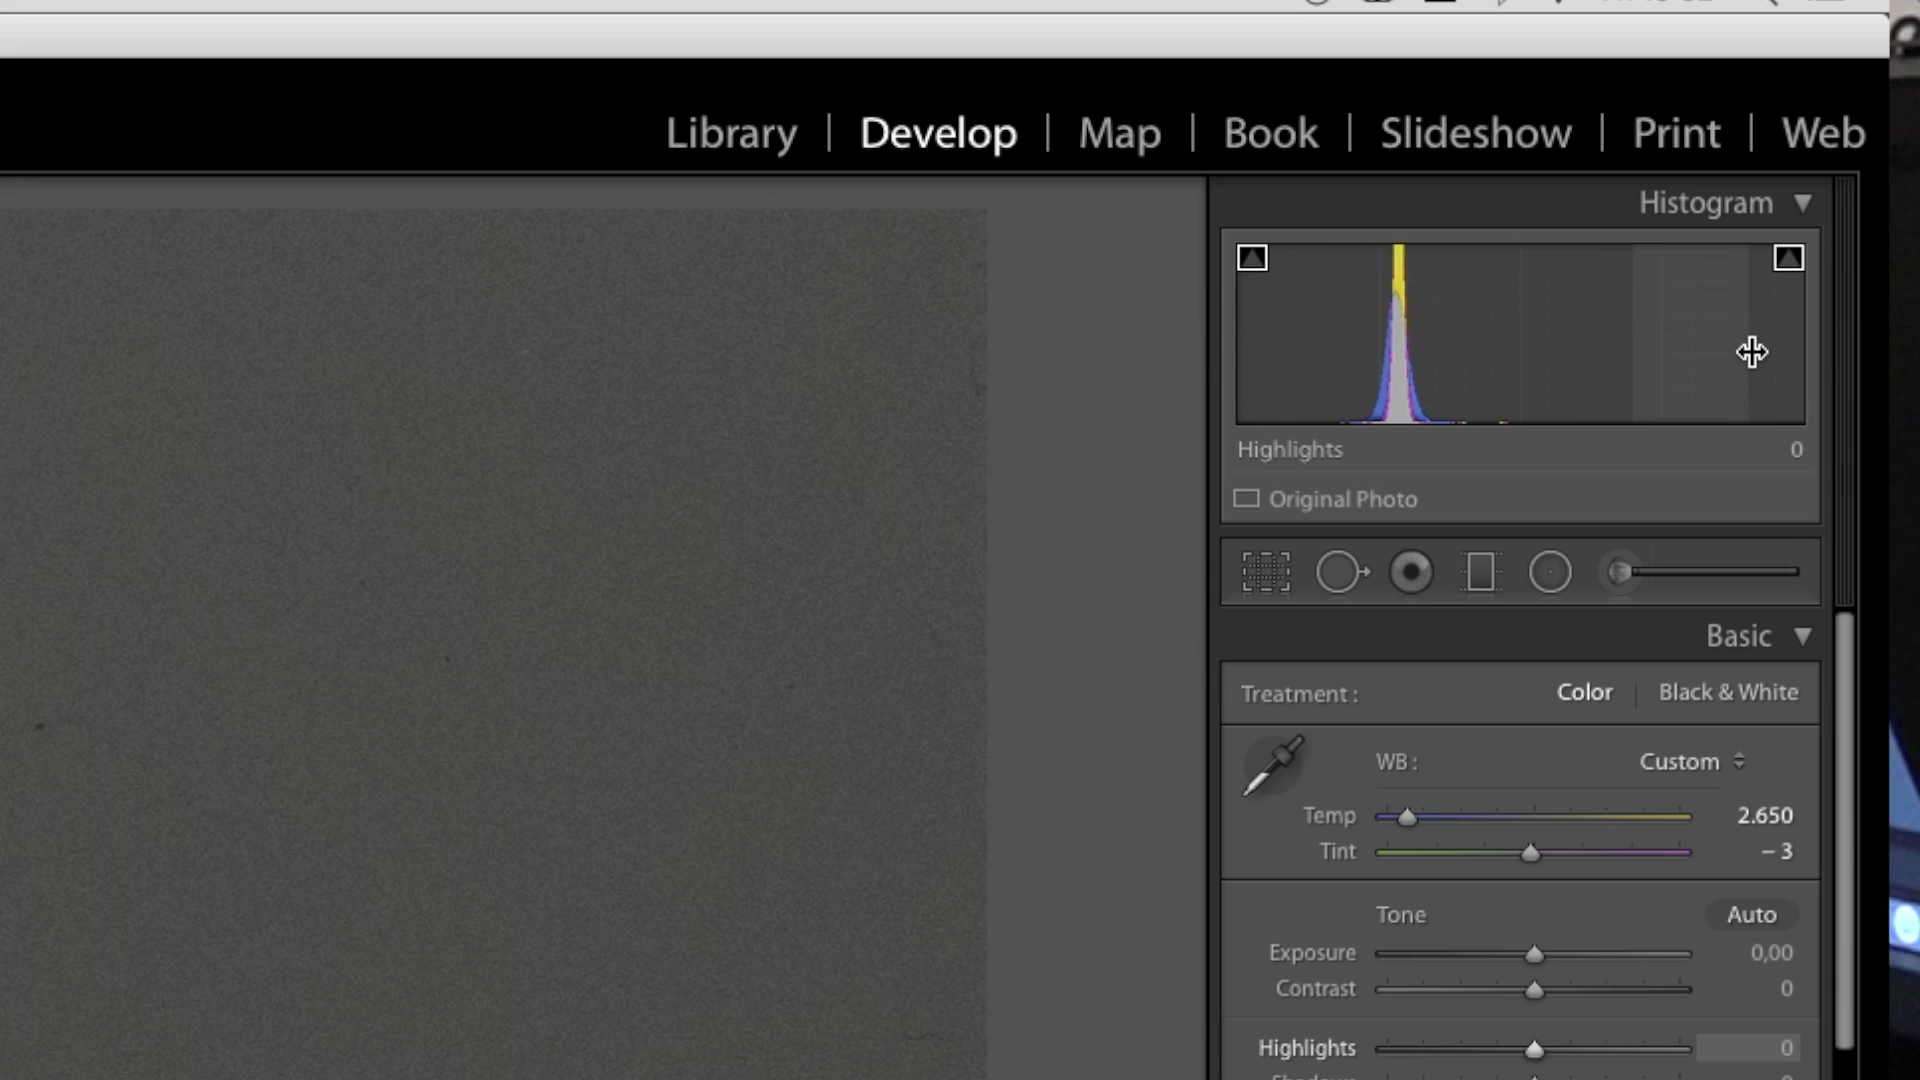 Library | Develop | Map | Book | Slideshow | Print | Web
Histogram
Highlights 0
Original Photo
Basic
Treatment : Color Black & White
WB : Custom
Temp 2.650
Tint – 3
Tone Auto
Exposure 0,00
Contrast 0
Highlights 0